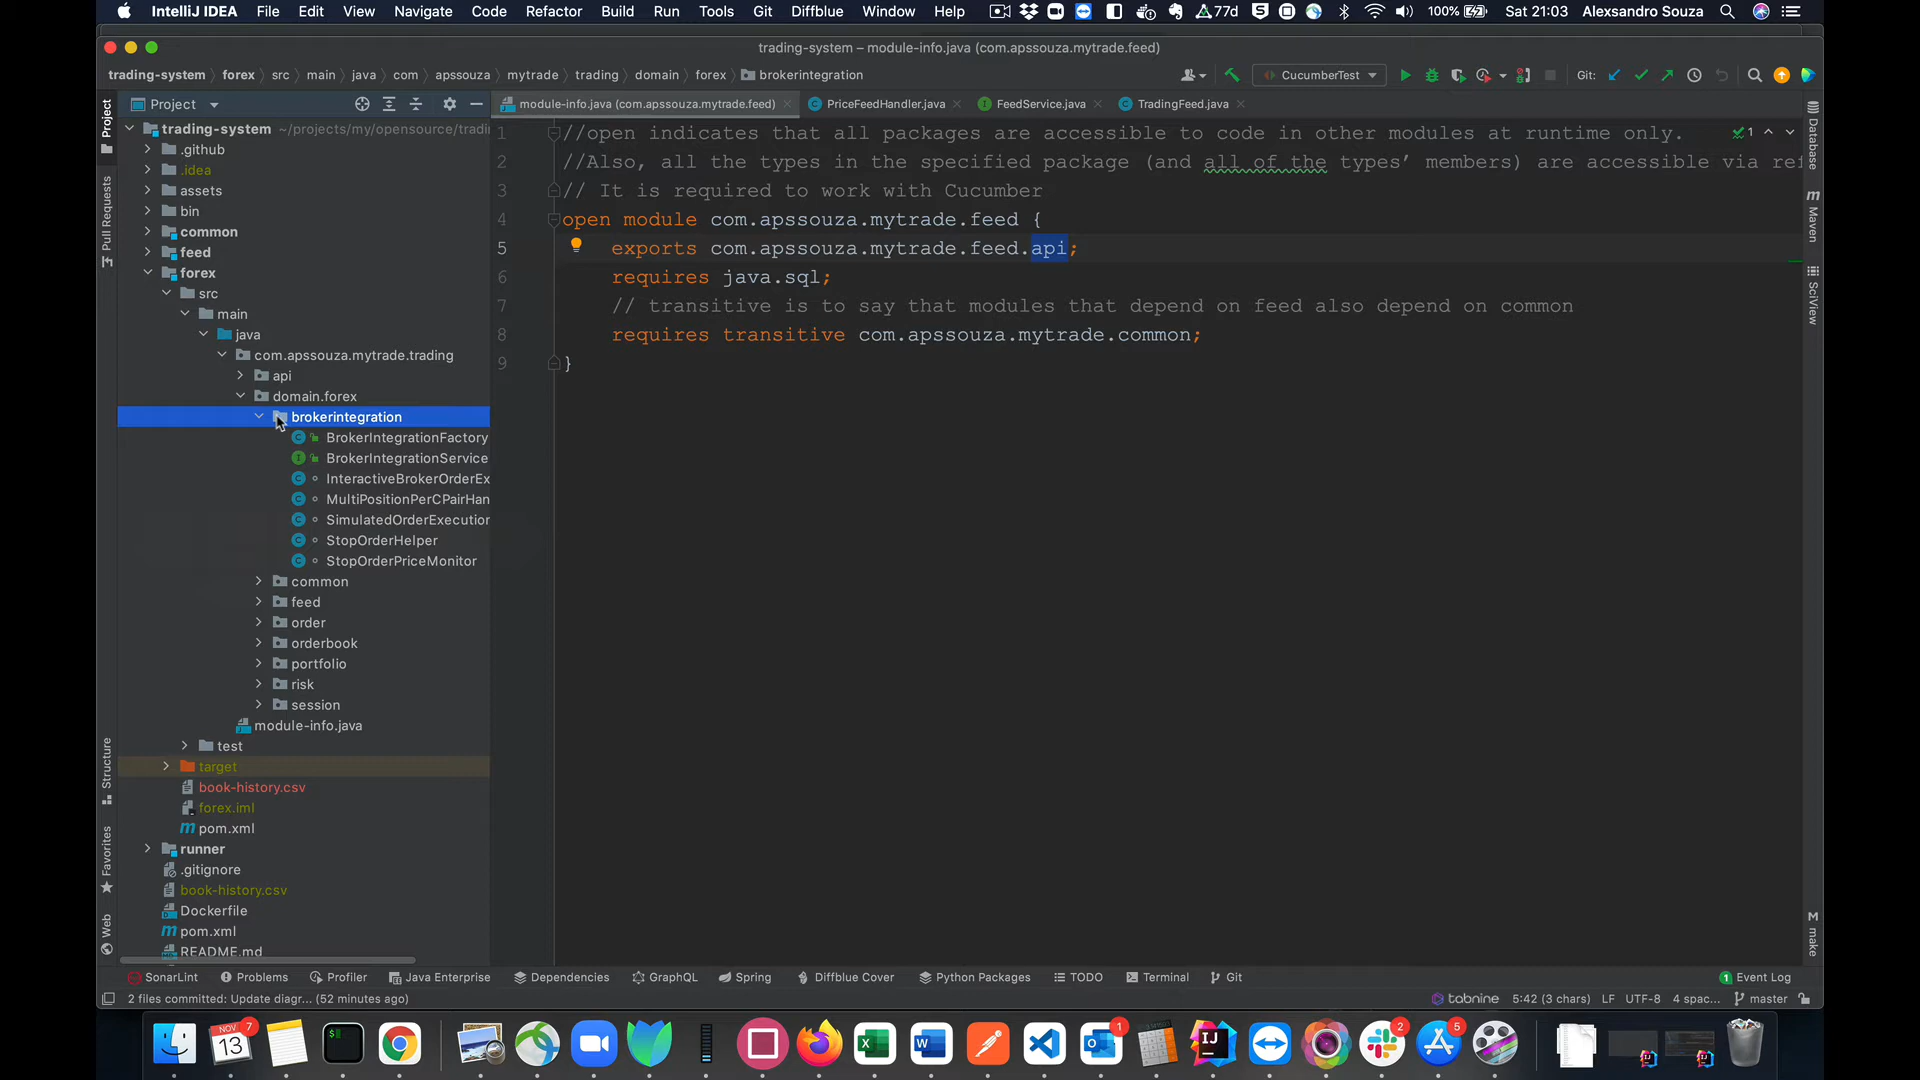 IntelliJ IDEA File Edit View Navigate Code Refactor Build Run Tools Git Diffblue Window Help 77d 100% Sat 21:03 Alexsandro Souza
trading-system – module-info.java (com.apssouza.mytrade.feed)
trading-system forex src main java com apssouza mytrade trading domain forex brokerintegration CucumberTest Git:
Project
module-info.java (com.apssouza.mytrade.feed) PriceFeedHandler.java FeedService.java TradingFeed.java
trading-system ~/projects/my/opensource/tradi
.github
.idea
assets
bin
common
feed
forex
src
main
java
com.apssouza.mytrade.trading
api
domain.forex
brokerintegration
BrokerIntegrationFactory
BrokerIntegrationService
InteractiveBrokerOrderEx
MultiPositionPerCPairHan
SimulatedOrderExecution
StopOrderHelper
StopOrderPriceMonitor
common
feed
order
orderbook
portfolio
risk
session
module-info.java
test
target
book-history.csv
forex.iml
pom.xml
runner
.gitignore
book-history.csv
Dockerfile
pom.xml
README.md
1 //open indicates that all packages are accessible to code in other modules at runtime only.
2 //Also, all the types in the specified package (and all of the types’ members) are accessible via ref
3 // It is required to work with Cucumber
4 open module com.apssouza.mytrade.feed {
5 exports com.apssouza.mytrade.feed.api;
6 requires java.sql;
7 // transitive is to say that modules that depend on feed also depend on common
8 requires transitive com.apssouza.mytrade.common;
9 }
1
Project
Pull Requests
Structure
Favorites
Web
Database
Maven
SciView
make
SonarLint Problems Profiler Java Enterprise Dependencies GraphQL Spring Diffblue Cover Python Packages TODO Terminal Git 1 Event Log
2 files committed: Update diagr... (52 minutes ago) tabnine 5:42 (3 chars) LF UTF-8 4 spac... master
NOV 7 13 1 2 5